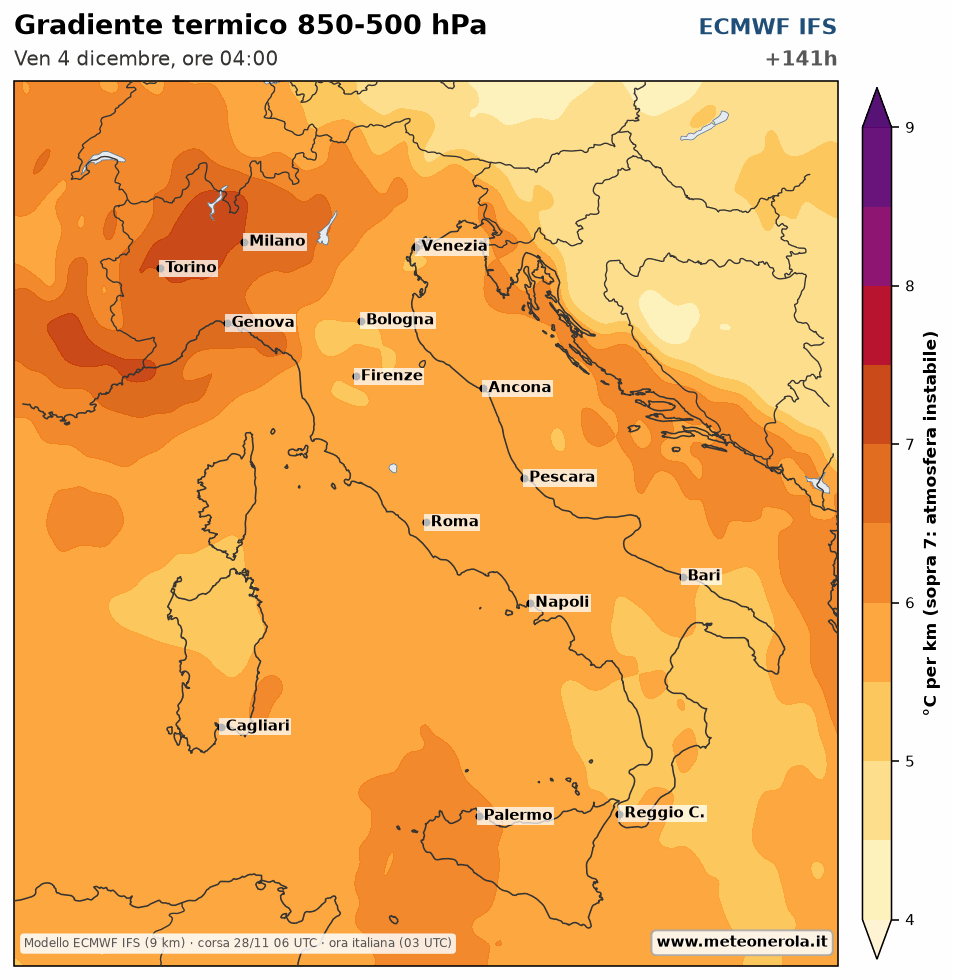 Gradiente termico 850-500 hPa
ECMWF IFS
Ven 4 dicembre, ore 04:00
+141h
Milano
Torino
Venezia
Genova
Bologna
Firenze
Ancona
Pescara
Roma
Bari
Napoli
Cagliari
Palermo
Reggio C.
9
8
7
6
5
4
°C per km (sopra 7: atmosfera instabile)
Modello ECMWF IFS (9 km) · corsa 28/11 06 UTC · ora italiana (03 UTC)
www.meteonerola.it